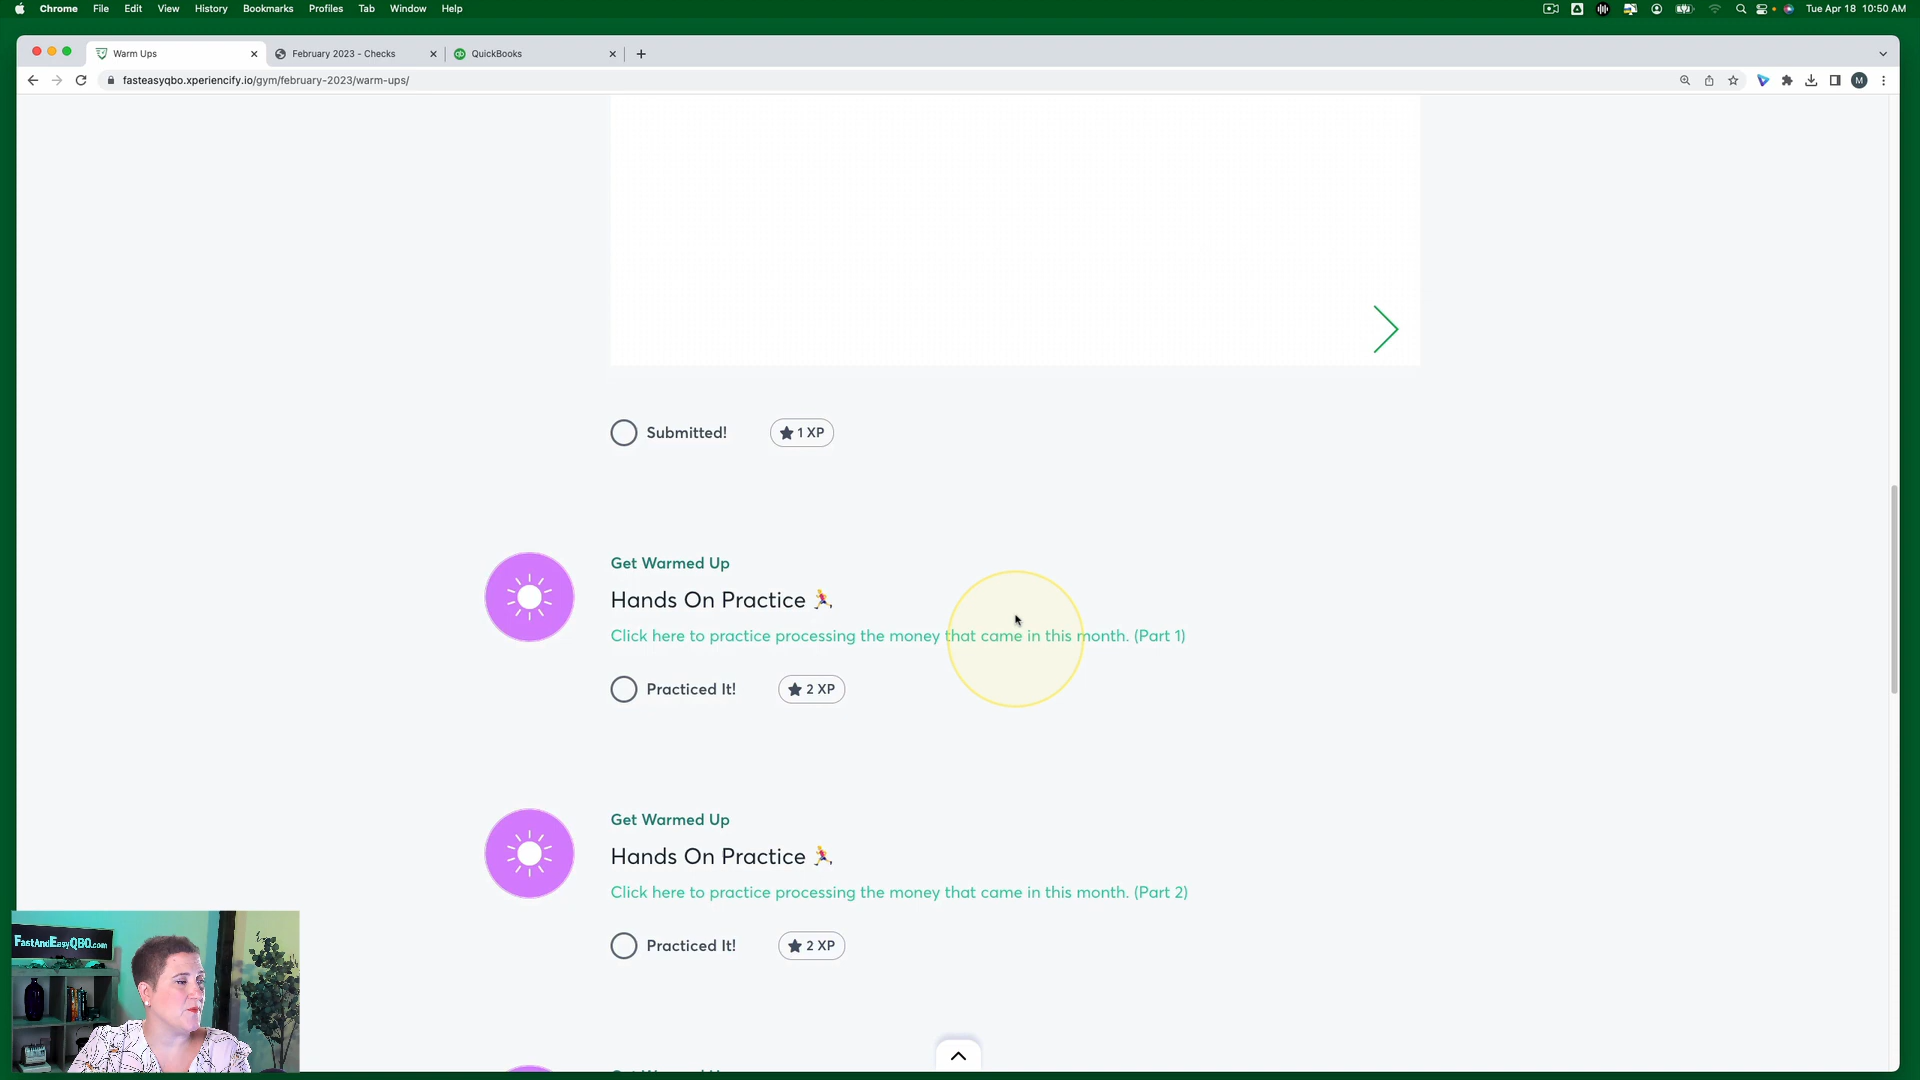 Chrome File Edit View History Bookmarks Profiles Tab Window Help
Tue Apr 18 10:50 AM
Warm Ups
February 2023 - Checks
QuickBooks
fasteasyqbo.xperiencify.io/gym/february-2023/warm-ups/
M
Submitted!
1 XP
Get Warmed Up
Hands On Practice
Click here to practice processing the money that came in this month. (Part 1)
Practiced It!
2 XP
Get Warmed Up
Hands On Practice
Click here to practice processing the money that came in this month. (Part 2)
Practiced It!
2 XP
FastAndEasyQBO.com